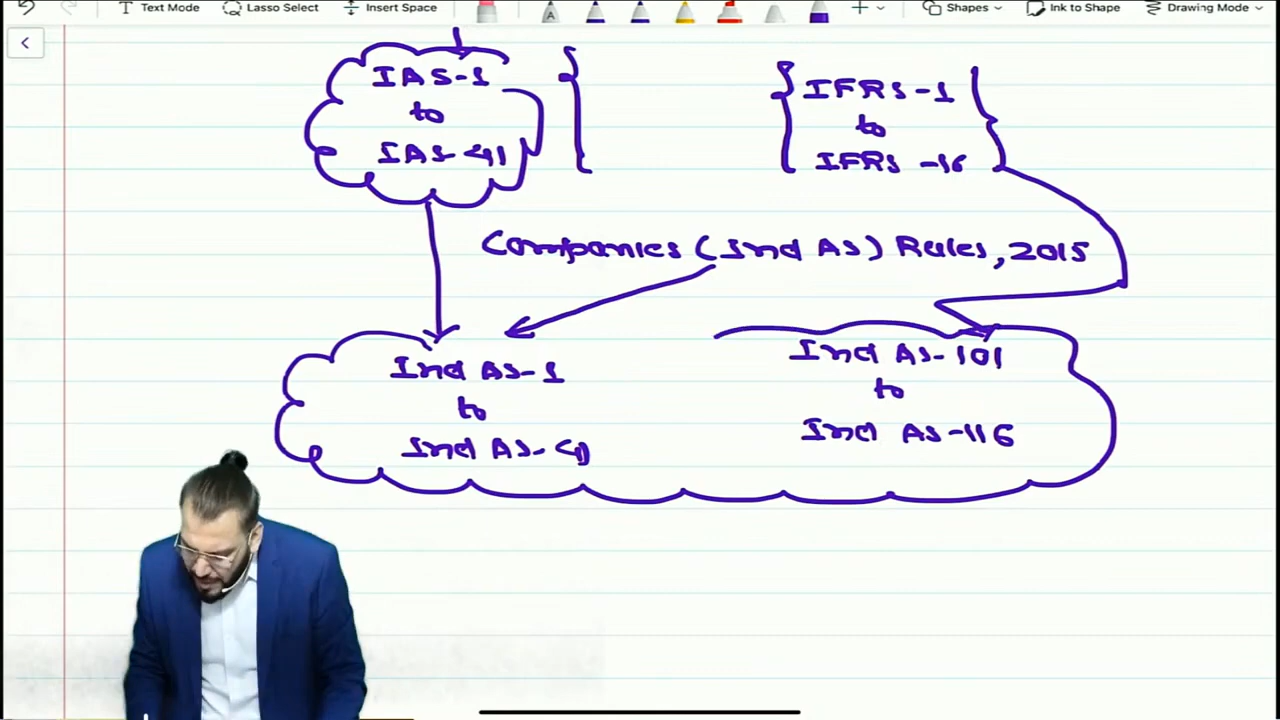 Text Mode Lasso Select Insert Space Shapes Ink to Shape Drawing Mode
IAS-1
to
IAS-41
IFRS-1
to
IFRS-16
Companies (Ind AS) Rules, 2015
Ind AS-1
to
Ind AS-41
Ind AS-101
to
Ind AS-116